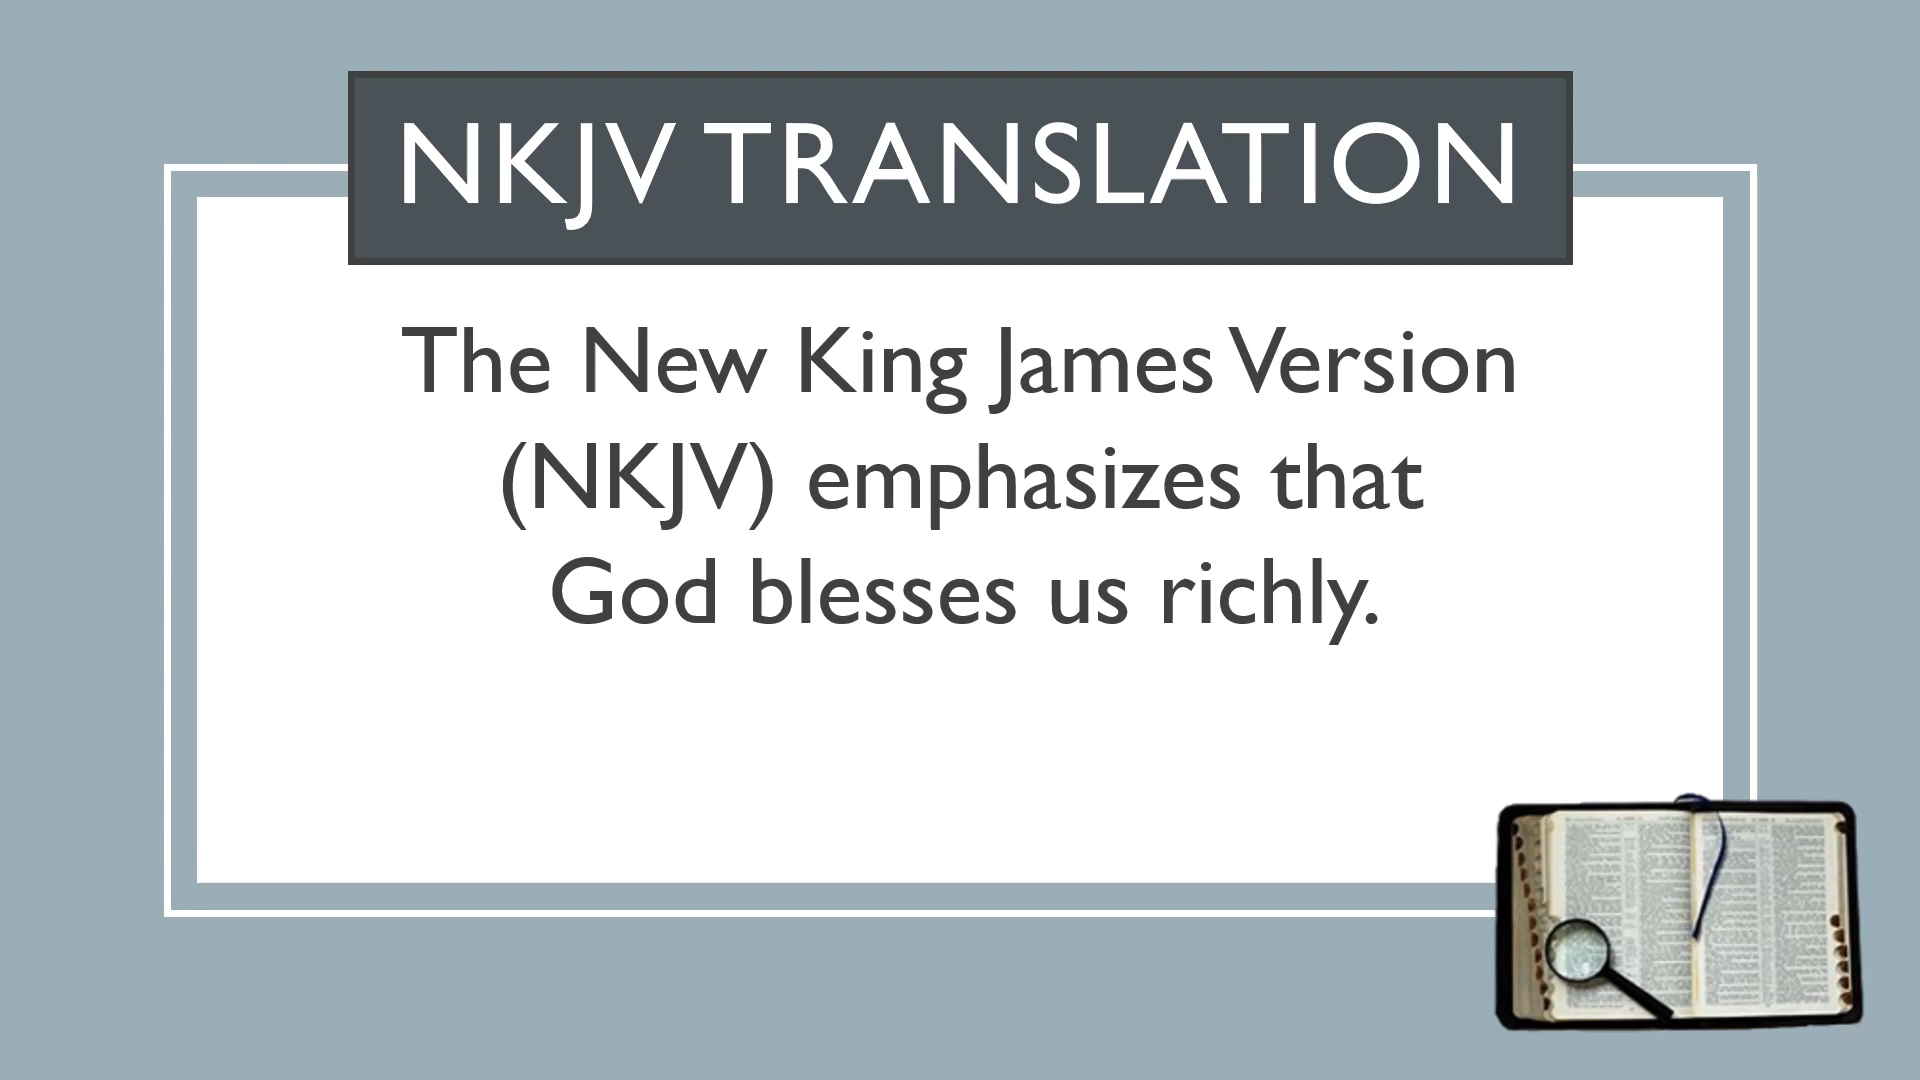 NKJV TRANSLATION
The New King James Version
(NKJV) emphasizes that
God blesses us richly.